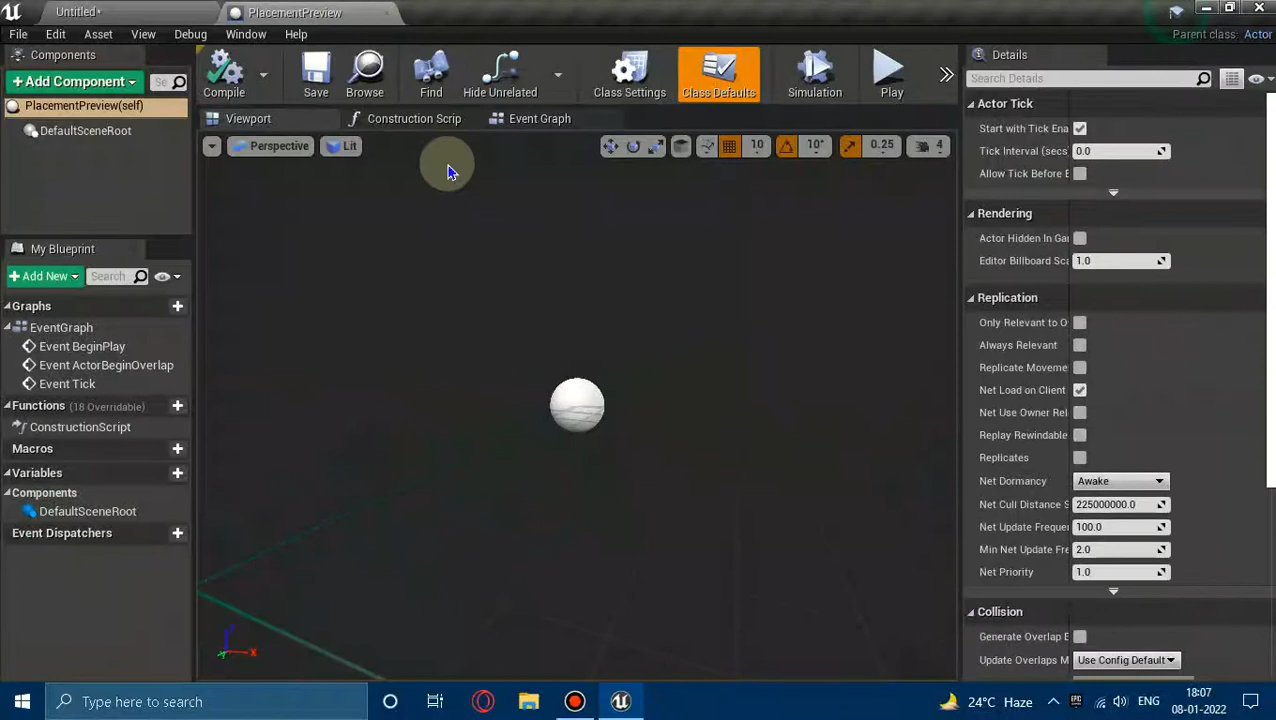 Untitled*
PlacementPreview
File Edit Asset View Debug Window Help
Parent class: Actor
Components
+Add Component
Se
PlacementPreview(self)
DefaultSceneRoot
Compile
Save
Browse
Find
Hide Unrelated
Class Settings
Class Defaults
Simulation
Play
Viewport
Construction Scrip
Event Graph
Perspective
Lit
10
10°
0.25
4
My Blueprint
+Add New
Search
Graphs
EventGraph
Event BeginPlay
Event ActorBeginOverlap
Event Tick
Functions (18 Overridable)
ConstructionScript
Macros
Variables
Components
DefaultSceneRoot
Event Dispatchers
Details
Search Details
Actor Tick
Start with Tick Ena
Tick Interval (secs
0.0
Allow Tick Before B
Rendering
Actor Hidden In Ga
Editor Billboard Sca
1.0
Replication
Only Relevant to O
Always Relevant
Replicate Moveme
Net Load on Client
Net Use Owner Rel
Replay Rewindable
Replicates
Net Dormancy
Awake
Net Cull Distance S
225000000.0
Net Update Freque
100.0
Min Net Update Fre
2.0
Net Priority
1.0
Collision
Generate Overlap E
Update Overlaps M
Use Config Default
Type here to search
24°C Haze
ENG
18:07
08-01-2022